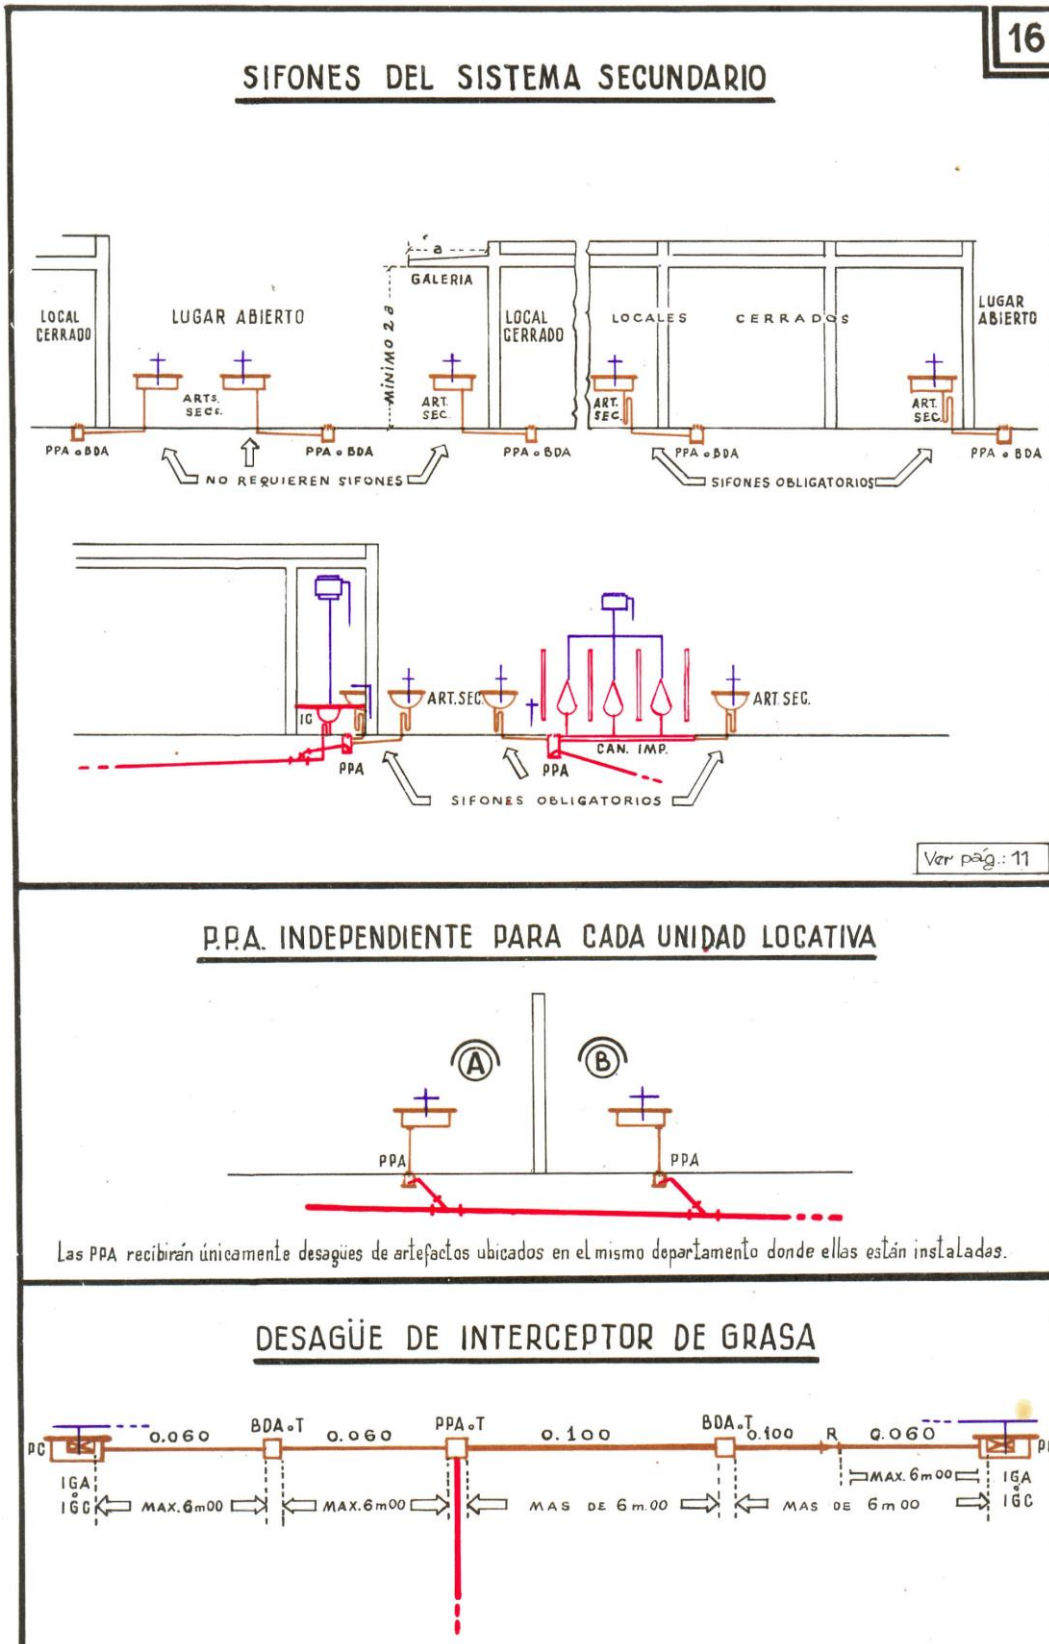 16
SIFONES DEL SISTEMA SECUNDARIO
a
GALERIA
LOCAL CERRADO
LUGAR ABIERTO
MÍNIMO 2a
LOCAL CERRADO
LOCALES CERRADOS
LUGAR ABIERTO
ARTS. SECS.
ART. SEC.
ART. SEC.
ART. SEC.
PPA o BDA
PPA o BDA
PPA o BDA
PPA o BDA
PPA o BDA
NO REQUIEREN SIFONES
SIFONES OBLIGATORIOS
IG
ART. SEC.
ART. SEC.
PPA
PPA
CAN. IMP.
SIFONES OBLIGATORIOS
Ver pág.: 11
P.P.A. INDEPENDIENTE PARA CADA UNIDAD LOCATIVA
A
B
PPA
PPA
Las PPA recibirán únicamente desagües de artefactos ubicados en el mismo departamento donde ellas están instaladas.
DESAGÜE DE INTERCEPTOR DE GRASA
PC
0.060
BDA o T
0.060
PPA o T
0.100
BDA o T
0.100
R
0.060
IGA o IGC
MAX. 6m00
MAX. 6m00
MAS DE 6m.00
MAS DE 6m00
MAX. 6m00
IGA o IGC